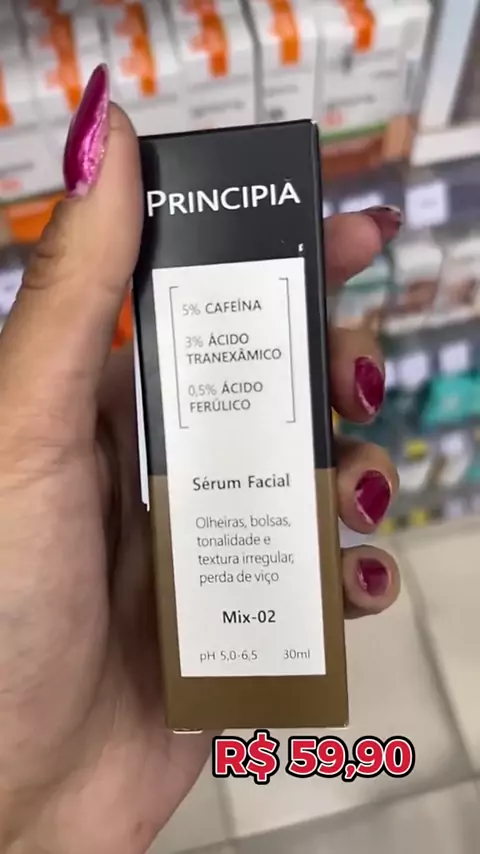 PRINCIPIA
5% CAFEÍNA
3% ÁCIDO
TRANEXÂMICO
0,5% ÁCIDO
FERÚLICO
Sérum Facial
Olheiras, bolsas,
tonalidade e
textura irregular,
perda de viço
Mix-02
pH 5,0-6,5 30ml
R$ 59,90